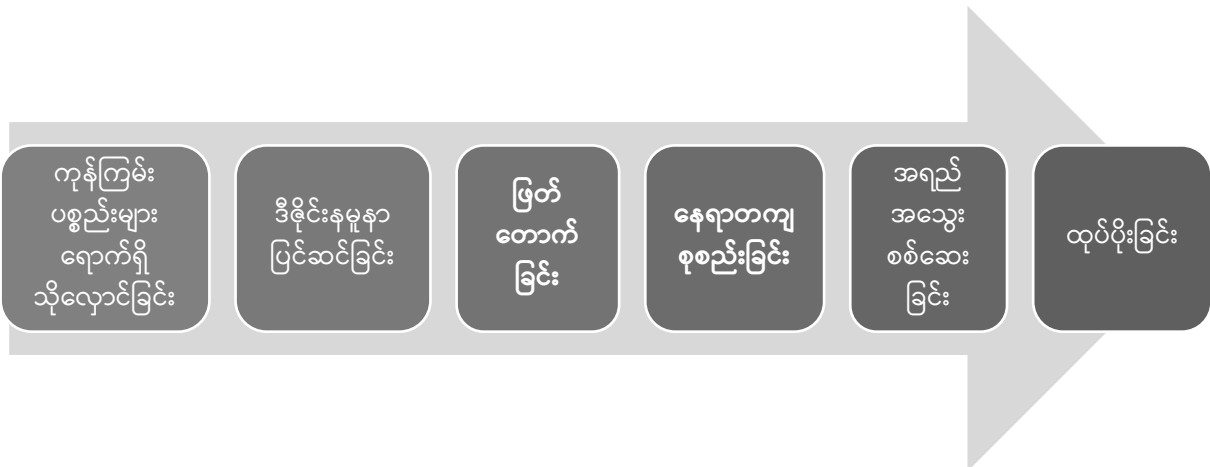 ကုန်ကြမ်း
ပစ္စည်းများ
ရောက်ရှိ
သိုလှောင်ခြင်း
ဒီဇိုင်းနမူနာ
ပြင်ဆင်ခြင်း
ဖြတ်
တောက်
ခြင်း
နေရာတကျ
စုစည်းခြင်း
အရည်
အသွေး
စစ်ဆေး
ခြင်း
ထုပ်ပိုးခြင်း